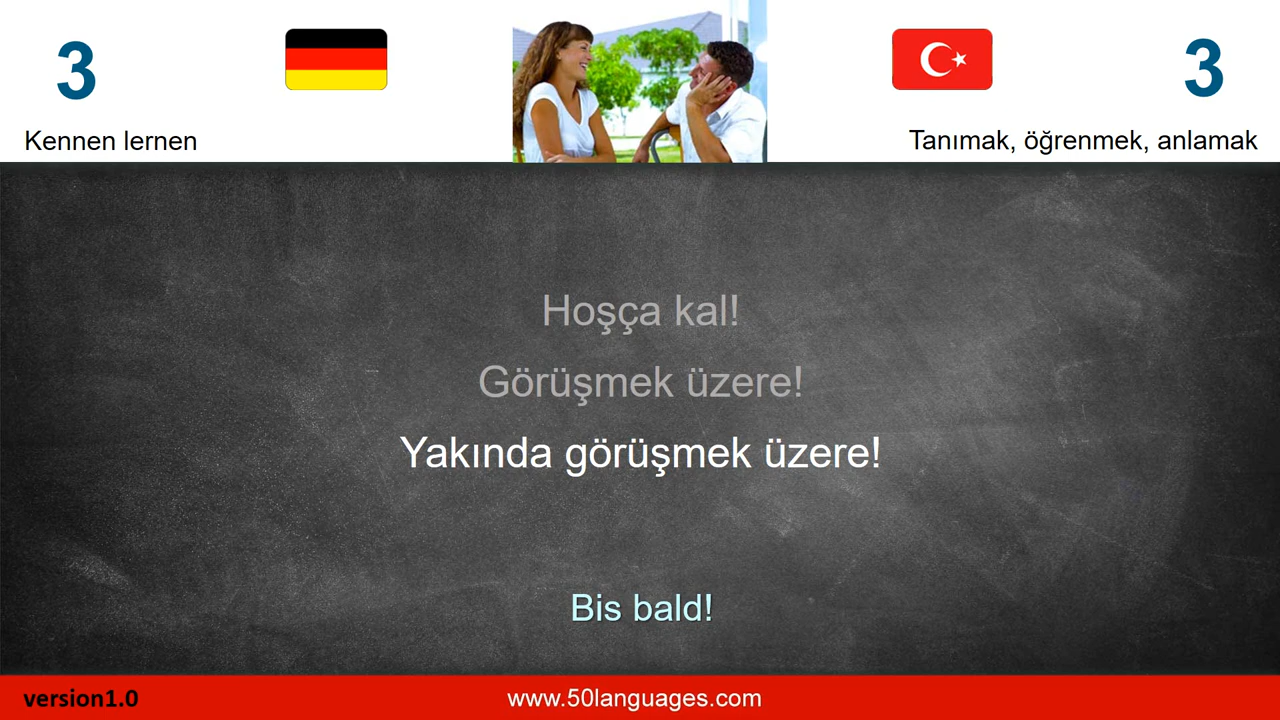 3
3
Kennen lernen
Tanımak, öğrenmek, anlamak
Hoşça kal!
Görüşmek üzere!
Yakında görüşmek üzere!
Bis bald!
version1.0
www.50languages.com